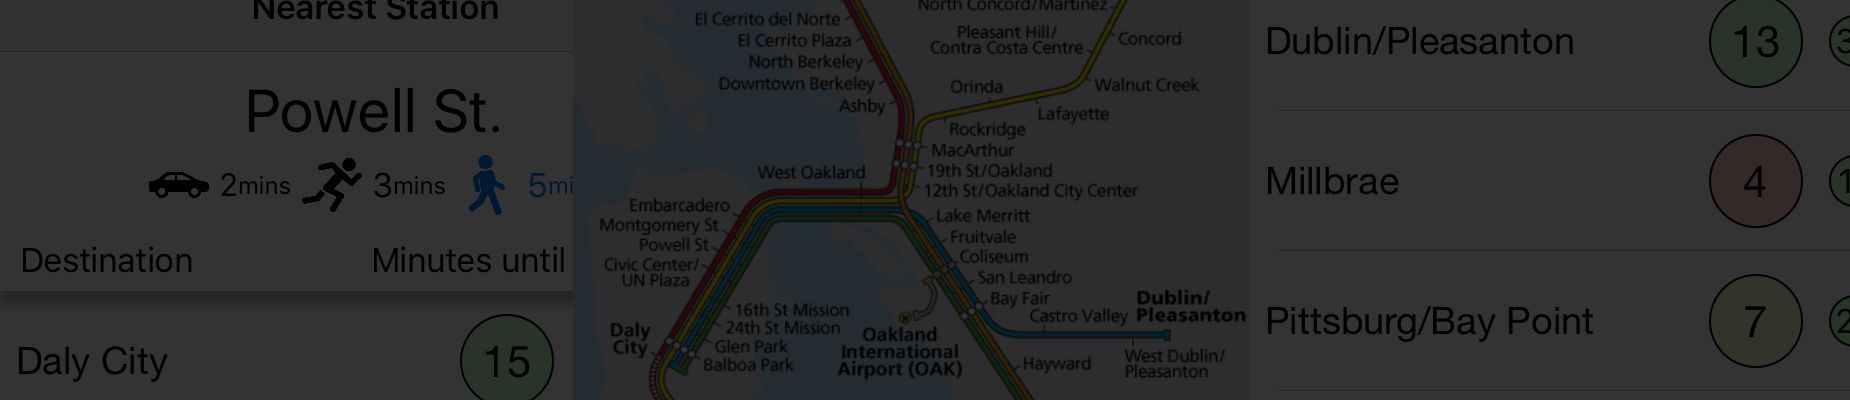 Nearest Station
Powell St.
2mins
3mins
Destination
Minutes until
Daly City
15
El Cerrito del Norte
El Cerrito Plaza
North Berkeley
Downtown Berkeley
Ashby
North Concord/Martinez
Pleasant Hill/
Contra Costa Centre
Concord
Walnut Creek
Orinda
Lafayette
Rockridge
MacArthur
19th St/Oakland
12th St/Oakland City Center
West Oakland
Embarcadero
Montgomery St
Powell St
Civic Center/
UN Plaza
Lake Merritt
Fruitvale
Coliseum
San Leandro
Bay Fair
Castro Valley
Dublin/
Pleasanton
16th St Mission
24th St Mission
Glen Park
Balboa Park
Daly
City
Oakland
International
Airport (OAK)
Hayward
West Dublin/
Pleasanton
Dublin/Pleasanton
13
Millbrae
4
Pittsburg/Bay Point
7